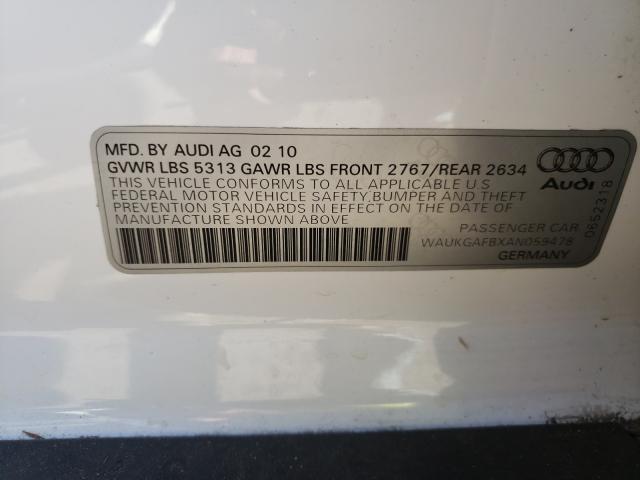 MFD. BY AUDI AG 02 10
GVWR LBS 5313 GAWR LBS FRONT 2767/REAR 2634
THIS VEHICLE CONFORMS TO ALL APPLICABLE U.S
FEDERAL MOTOR VEHICLE SAFETY,BUMPER AND THEFT
PREVENTION STANDARDS IN EFFECT ON THE DATE OF
MANUFACTURE SHOWN ABOVE
Audi
0652318
PASSENGER CAR
WAUKGAFBXAN059478
GERMANY